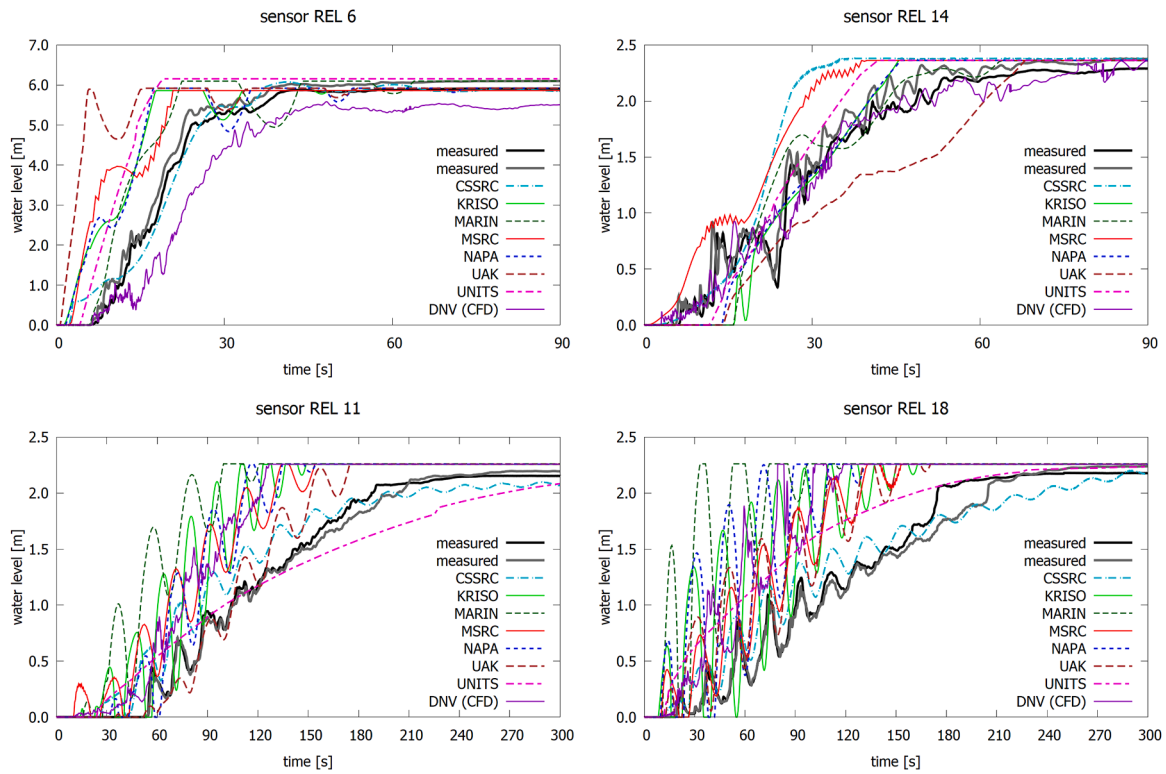 sensor REL 6
7.0
6.0
5.0
4.0
3.0
2.0
1.0
0.0
water level [m]
measured
measured
CSSRC
KRISO
MARIN
MSRC
NAPA
UAK
UNITS
DNV (CFD)
0 30 60 90
time [s]
sensor REL 14
2.5
2.0
1.5
1.0
0.5
0.0
water level [m]
measured
measured
CSSRC
KRISO
MARIN
MSRC
NAPA
UAK
UNITS
DNV (CFD)
0 30 60 90
time [s]
sensor REL 11
2.5
2.0
1.5
1.0
0.5
0.0
water level [m]
measured
measured
CSSRC
KRISO
MARIN
MSRC
NAPA
UAK
UNITS
DNV (CFD)
0 30 60 90 120 150 180 210 240 270 300
time [s]
sensor REL 18
2.5
2.0
1.5
1.0
0.5
0.0
water level [m]
measured
measured
CSSRC
KRISO
MARIN
MSRC
NAPA
UAK
UNITS
DNV (CFD)
0 30 60 90 120 150 180 210 240 270 300
time [s]